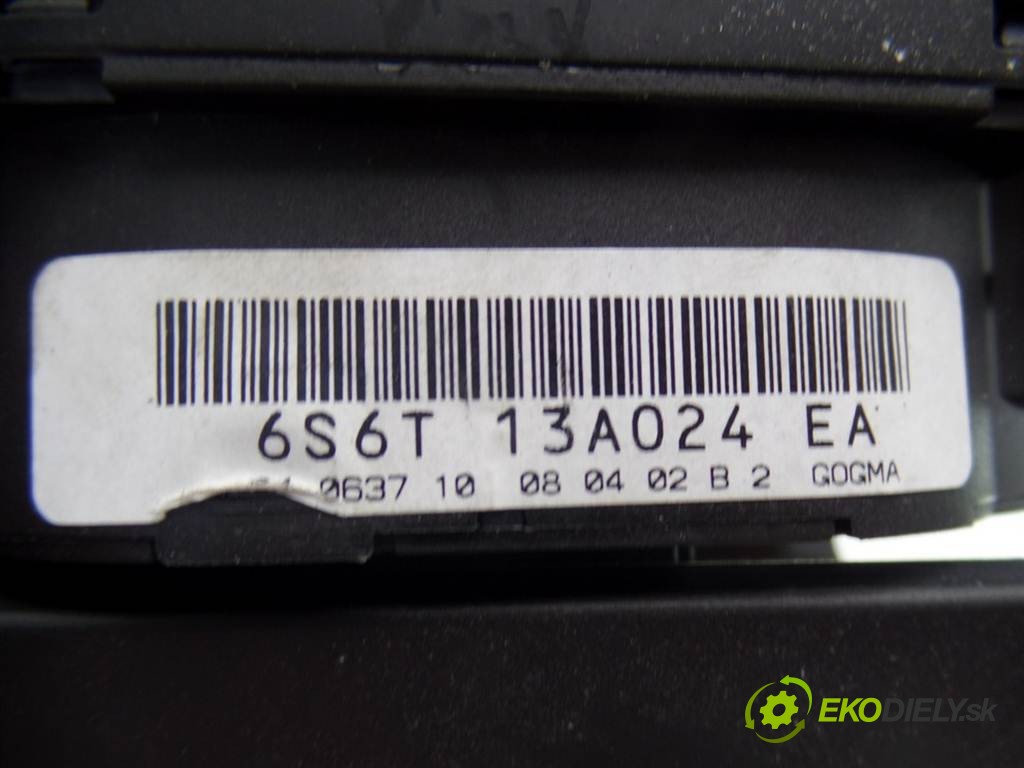 6S6T 13A024 EA
0637 10 08 04 02 B 2 GOGMA
EKODIELY.sk